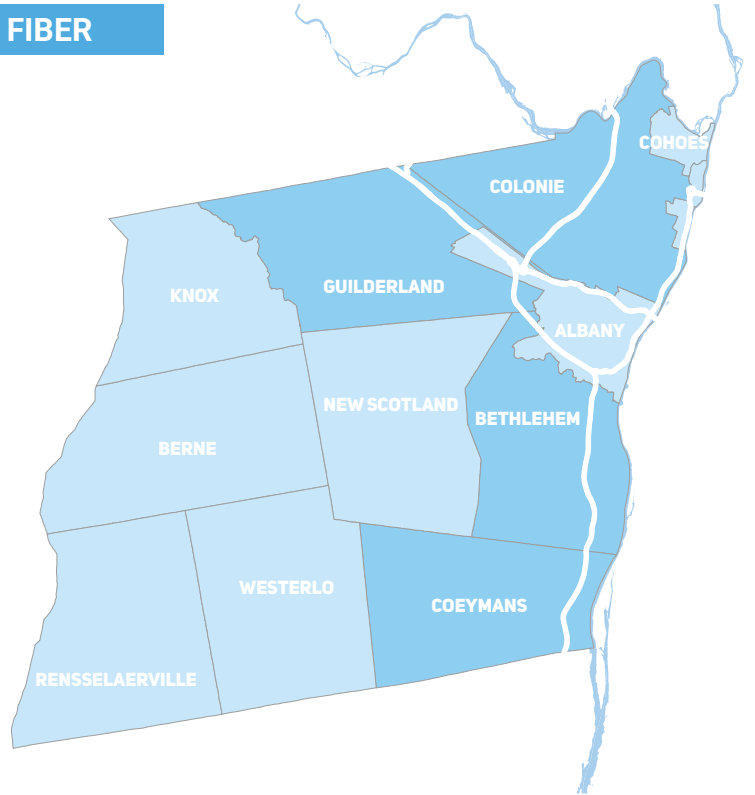 FIBER
COHOES
COLONIE
GUILDERLAND
KNOX
ALBANY
NEW SCOTLAND
BETHLEHEM
BERNE
WESTERLO
COEYMANS
RENSSELAERVILLE